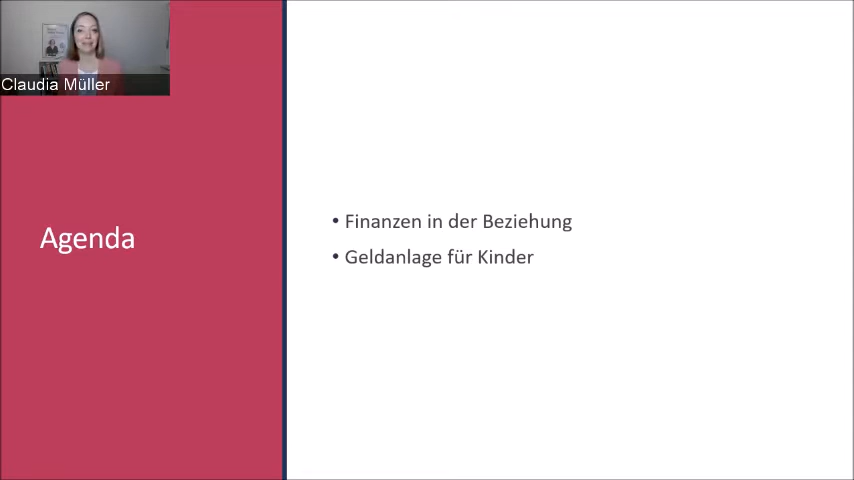 Claudia Müller
Agenda
• Finanzen in der Beziehung
• Geldanlage für Kinder